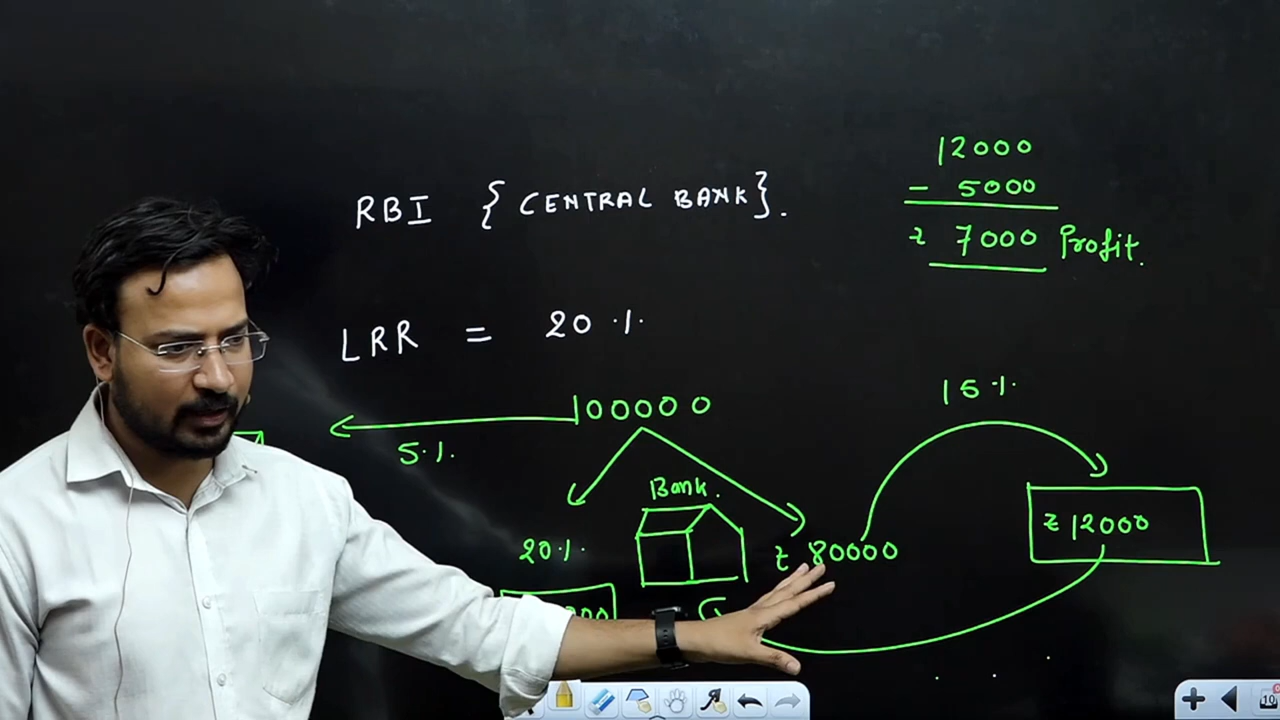 12000
- 5000
₹ 7000 Profit.
RBI { CENTRAL BANK}.
LRR = 20 %
100000
5%
15%
Bank.
20%
₹ 80000
₹ 12000